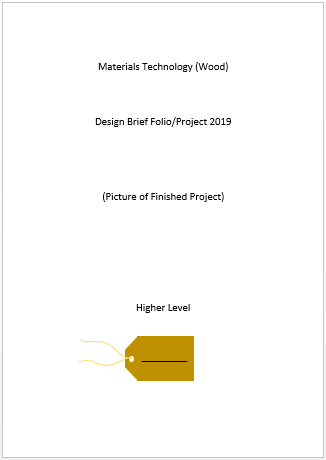 Materials Technology (Wood)
Design Brief Folio/Project 2019
(Picture of Finished Project)
Higher Level